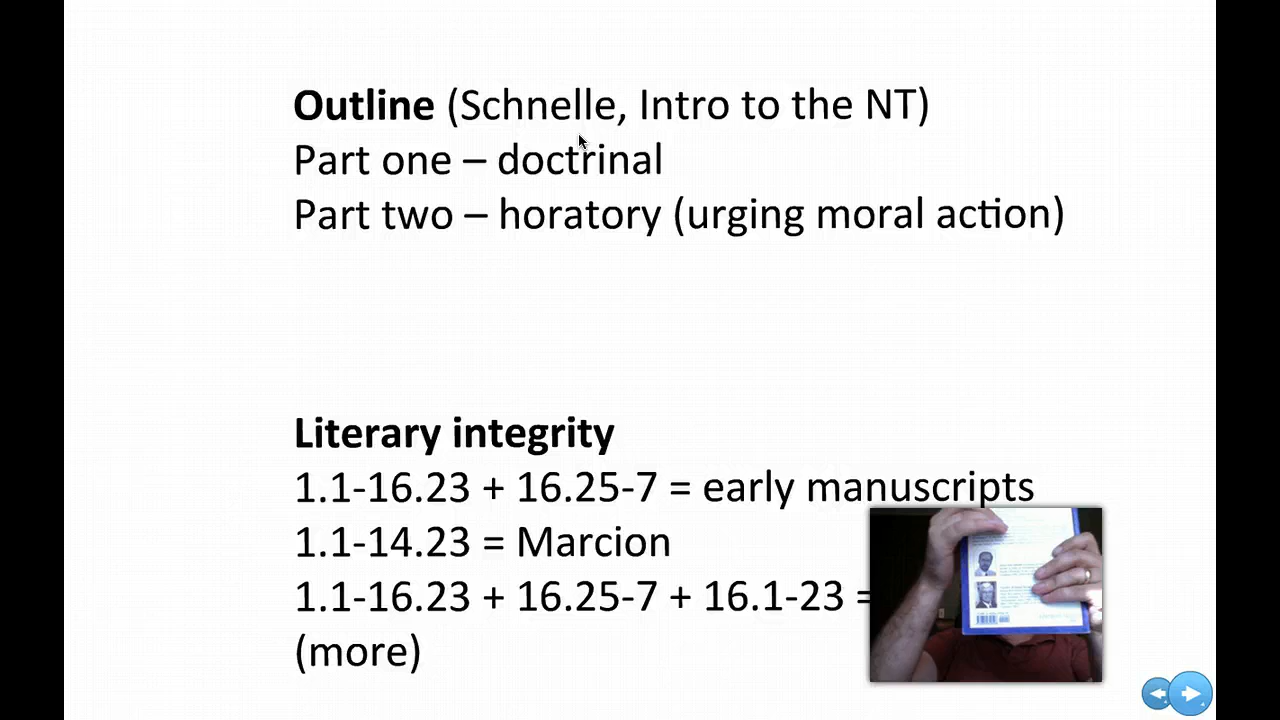 Outline (Schnelle, Intro to the NT)
Part one – doctrinal
Part two – horatory (urging moral action)
Literary integrity
1.1-16.23 + 16.25-7 = early manuscripts
1.1-14.23 = Marcion
1.1-16.23 + 16.25-7 + 16.1-23 =
(more)